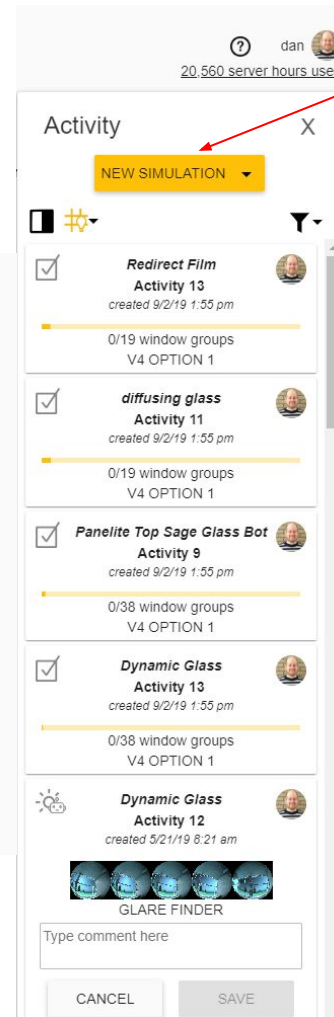 dan
20,560 server hours use
Activity X
NEW SIMULATION
Redirect Film
Activity 13
created 9/2/19 1:55 pm
0/19 window groups
V4 OPTION 1
diffusing glass
Activity 11
created 9/2/19 1:55 pm
0/19 window groups
V4 OPTION 1
Panelite Top Sage Glass Bot
Activity 9
created 9/2/19 1:55 pm
0/38 window groups
V4 OPTION 1
Dynamic Glass
Activity 13
created 9/2/19 1:55 pm
0/38 window groups
V4 OPTION 1
Dynamic Glass
Activity 12
created 5/21/19 8:21 am
GLARE FINDER
Type comment here
CANCEL SAVE